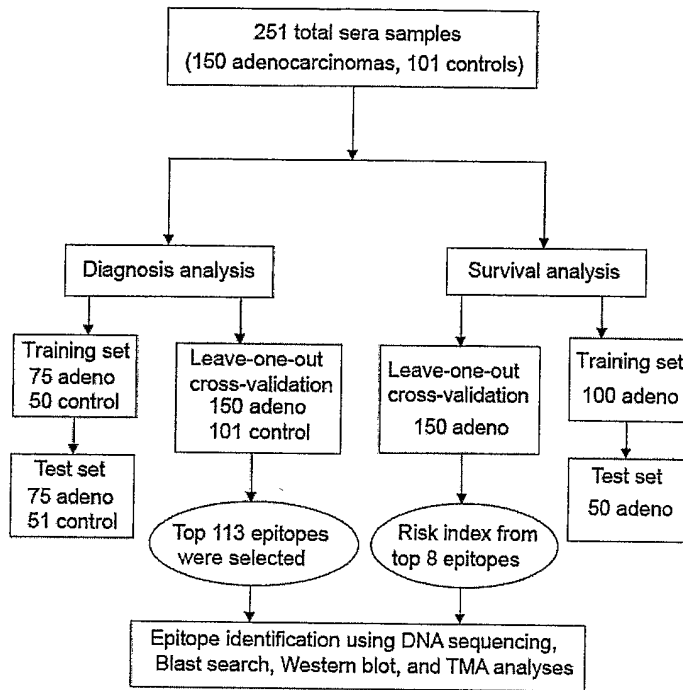 251 total sera samples
(150 adenocarcinomas, 101 controls)
Diagnosis analysis
Survival analysis
Training set
75 adeno
50 control
Leave-one-out
cross-validation
150 adeno
101 control
Leave-one-out
cross-validation
150 adeno
Training set
100 adeno
Test set
75 adeno
51 control
Test set
50 adeno
Top 113 epitopes
were selected
Risk index from
top 8 epitopes
Epitope identification using DNA sequencing,
Blast search, Western blot, and TMA analyses